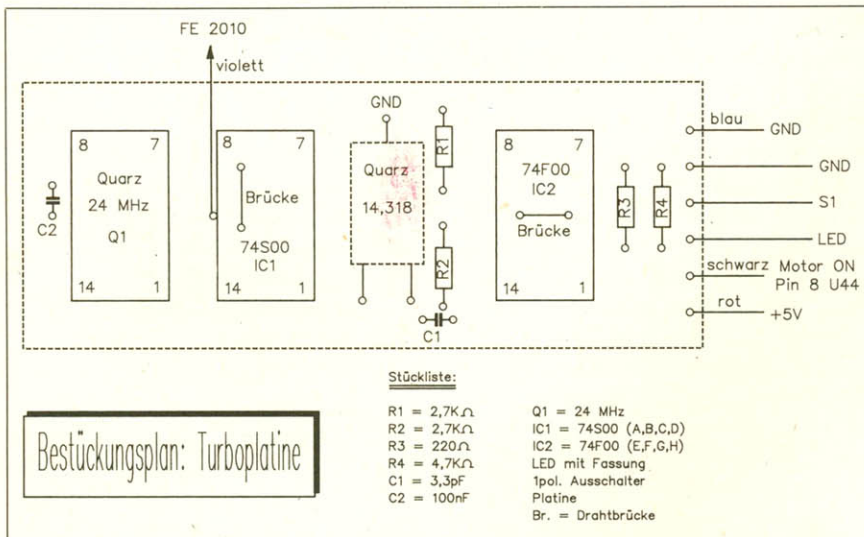 FE 2010
violett
GND
8 7
Quarz
24 MHz
Q1
14 1
C2
8 7
Brücke
74S00
IC1
14 1
Quarz
14,318
R1
R2
C1
8 7
74F00
IC2
Brücke
14 1
R3
R4
blau GND
GND
S1
LED
schwarz Motor ON
Pin 8 U44
rot +5V
Bestückungsplan: Turboplatine
Stückliste:
R1 = 2,7KΩ
R2 = 2,7KΩ
R3 = 220Ω
R4 = 4,7KΩ
C1 = 3,3pF
C2 = 100nF
Q1 = 24 MHz
IC1 = 74S00 (A,B,C,D)
IC2 = 74F00 (E,F,G,H)
LED mit Fassung
1pol. Ausschalter
Platine
Br. = Drahtbrücke